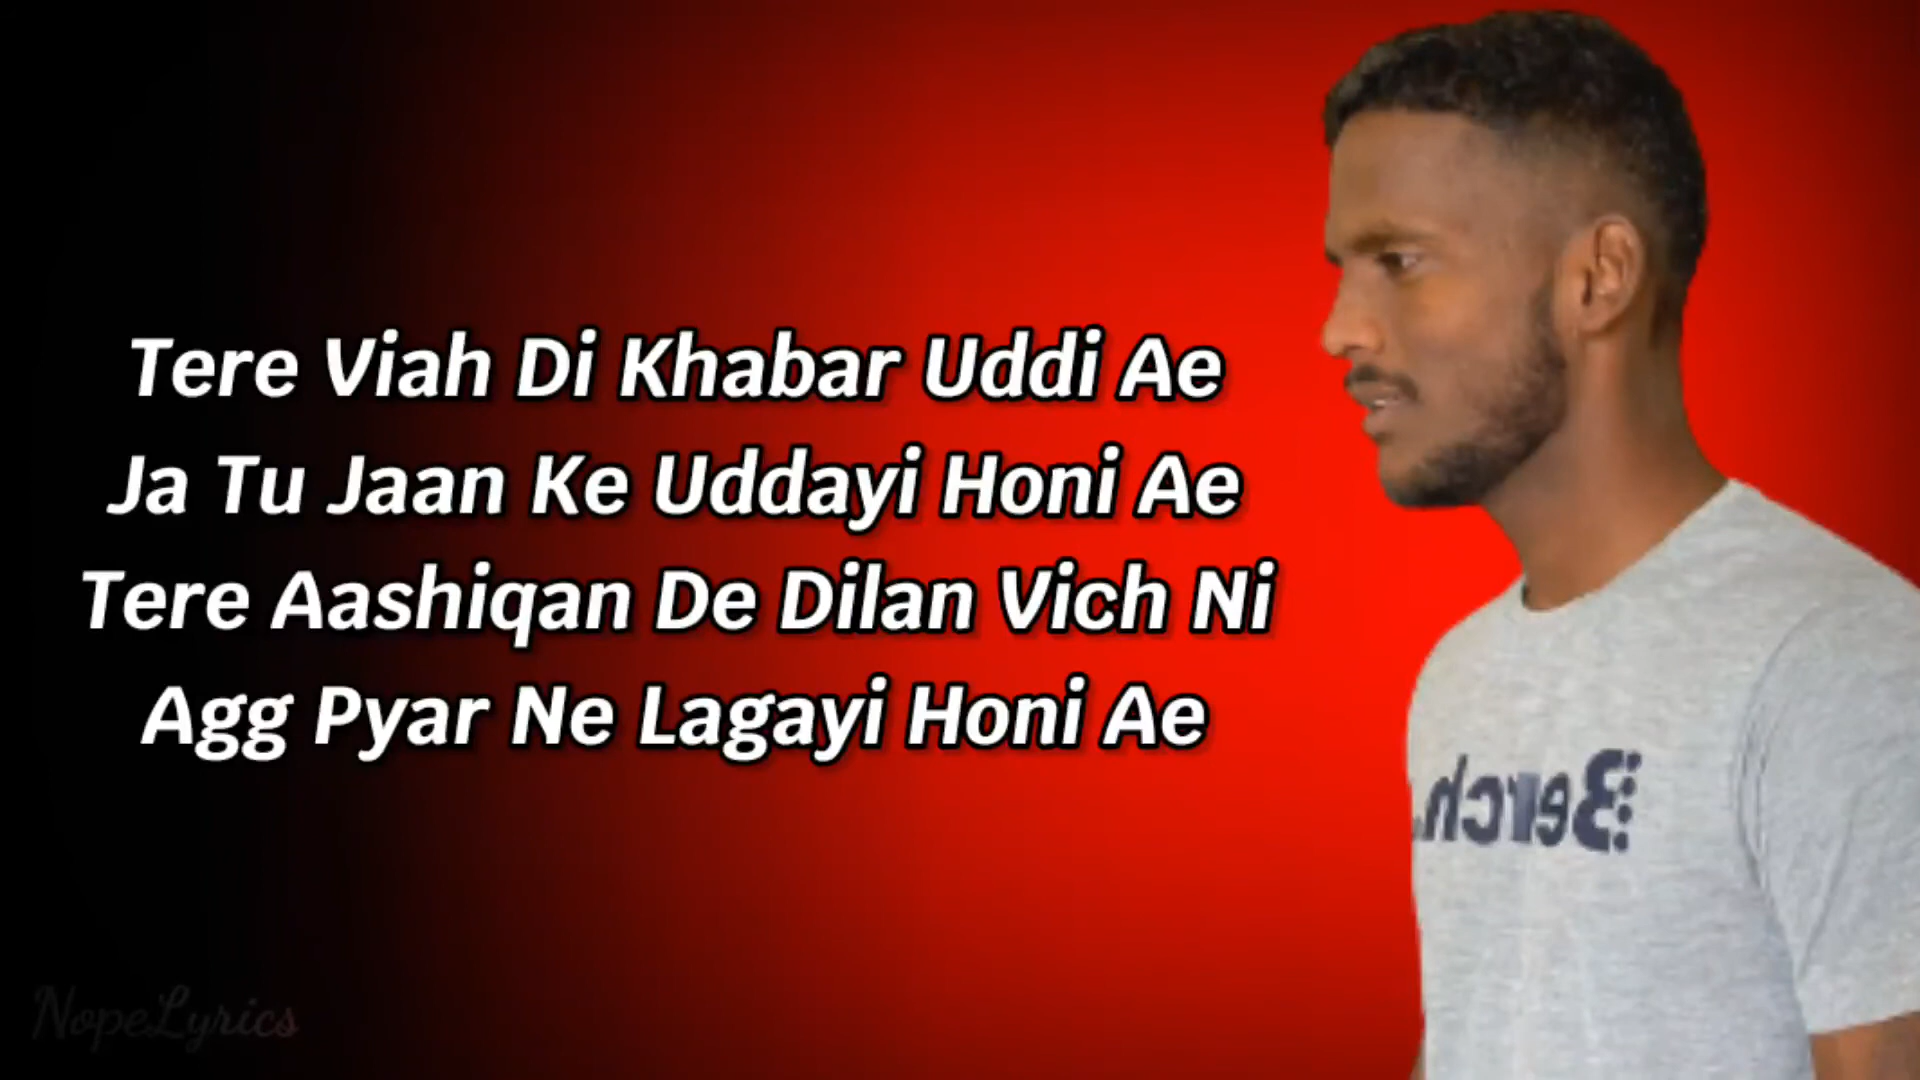 Tere Viah Di Khabar Uddi Ae
Ja Tu Jaan Ke Uddayi Honi Ae
Tere Aashiqan De Dilan Vich Ni
Agg Pyar Ne Lagayi Honi Ae
Bench.
NopeLyrics